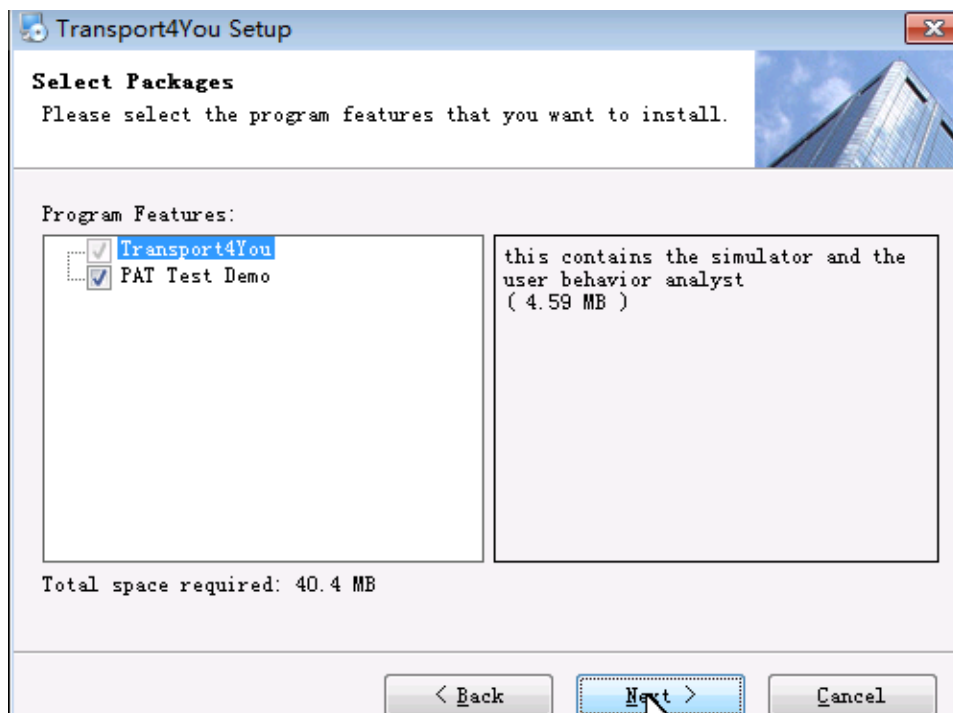 Transport4You Setup
Select Packages
Please select the program features that you want to install.
Program Features:
Transport4You
PAT Test Demo
this contains the simulator and the
user behavior analyst
( 4.59 MB )
Total space required: 40.4 MB
< Back
Next >
Cancel